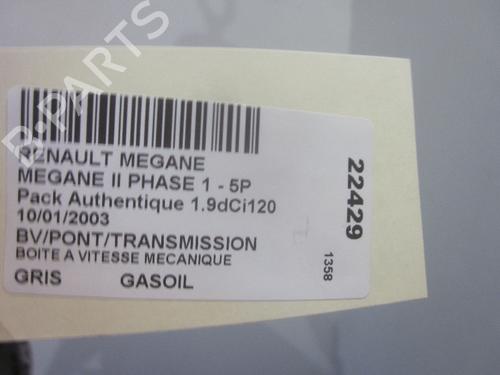 B-PARTS
RENAULT MEGANE
MEGANE II PHASE 1 - 5P
Pack Authentique 1.9dCi120
10/01/2003
BV/PONT/TRANSMISSION
BOITE A VITESSE MECANIQUE
GRIS GASOIL
22429
1358